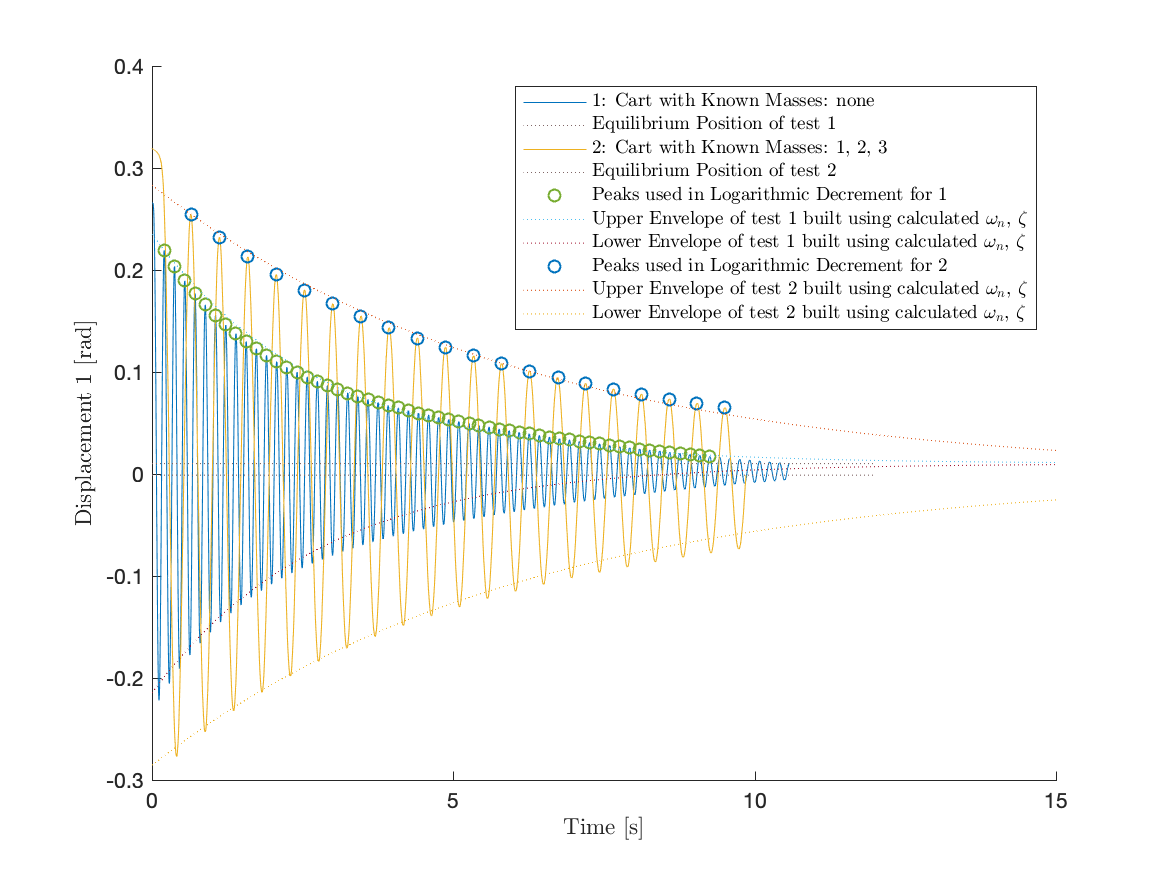 0.4
0.3
0.2
0.1
0
-0.1
-0.2
-0.3
Displacement 1 [rad]
1: Cart with Known Masses: none
Equilibrium Position of test 1
2: Cart with Known Masses: 1, 2, 3
Equilibrium Position of test 2
Peaks used in Logarithmic Decrement for 1
Upper Envelope of test 1 built using calculated ωₙ, ζ
Lower Envelope of test 1 built using calculated ωₙ, ζ
Peaks used in Logarithmic Decrement for 2
Upper Envelope of test 2 built using calculated ωₙ, ζ
Lower Envelope of test 2 built using calculated ωₙ, ζ
0 5 10 15
Time [s]